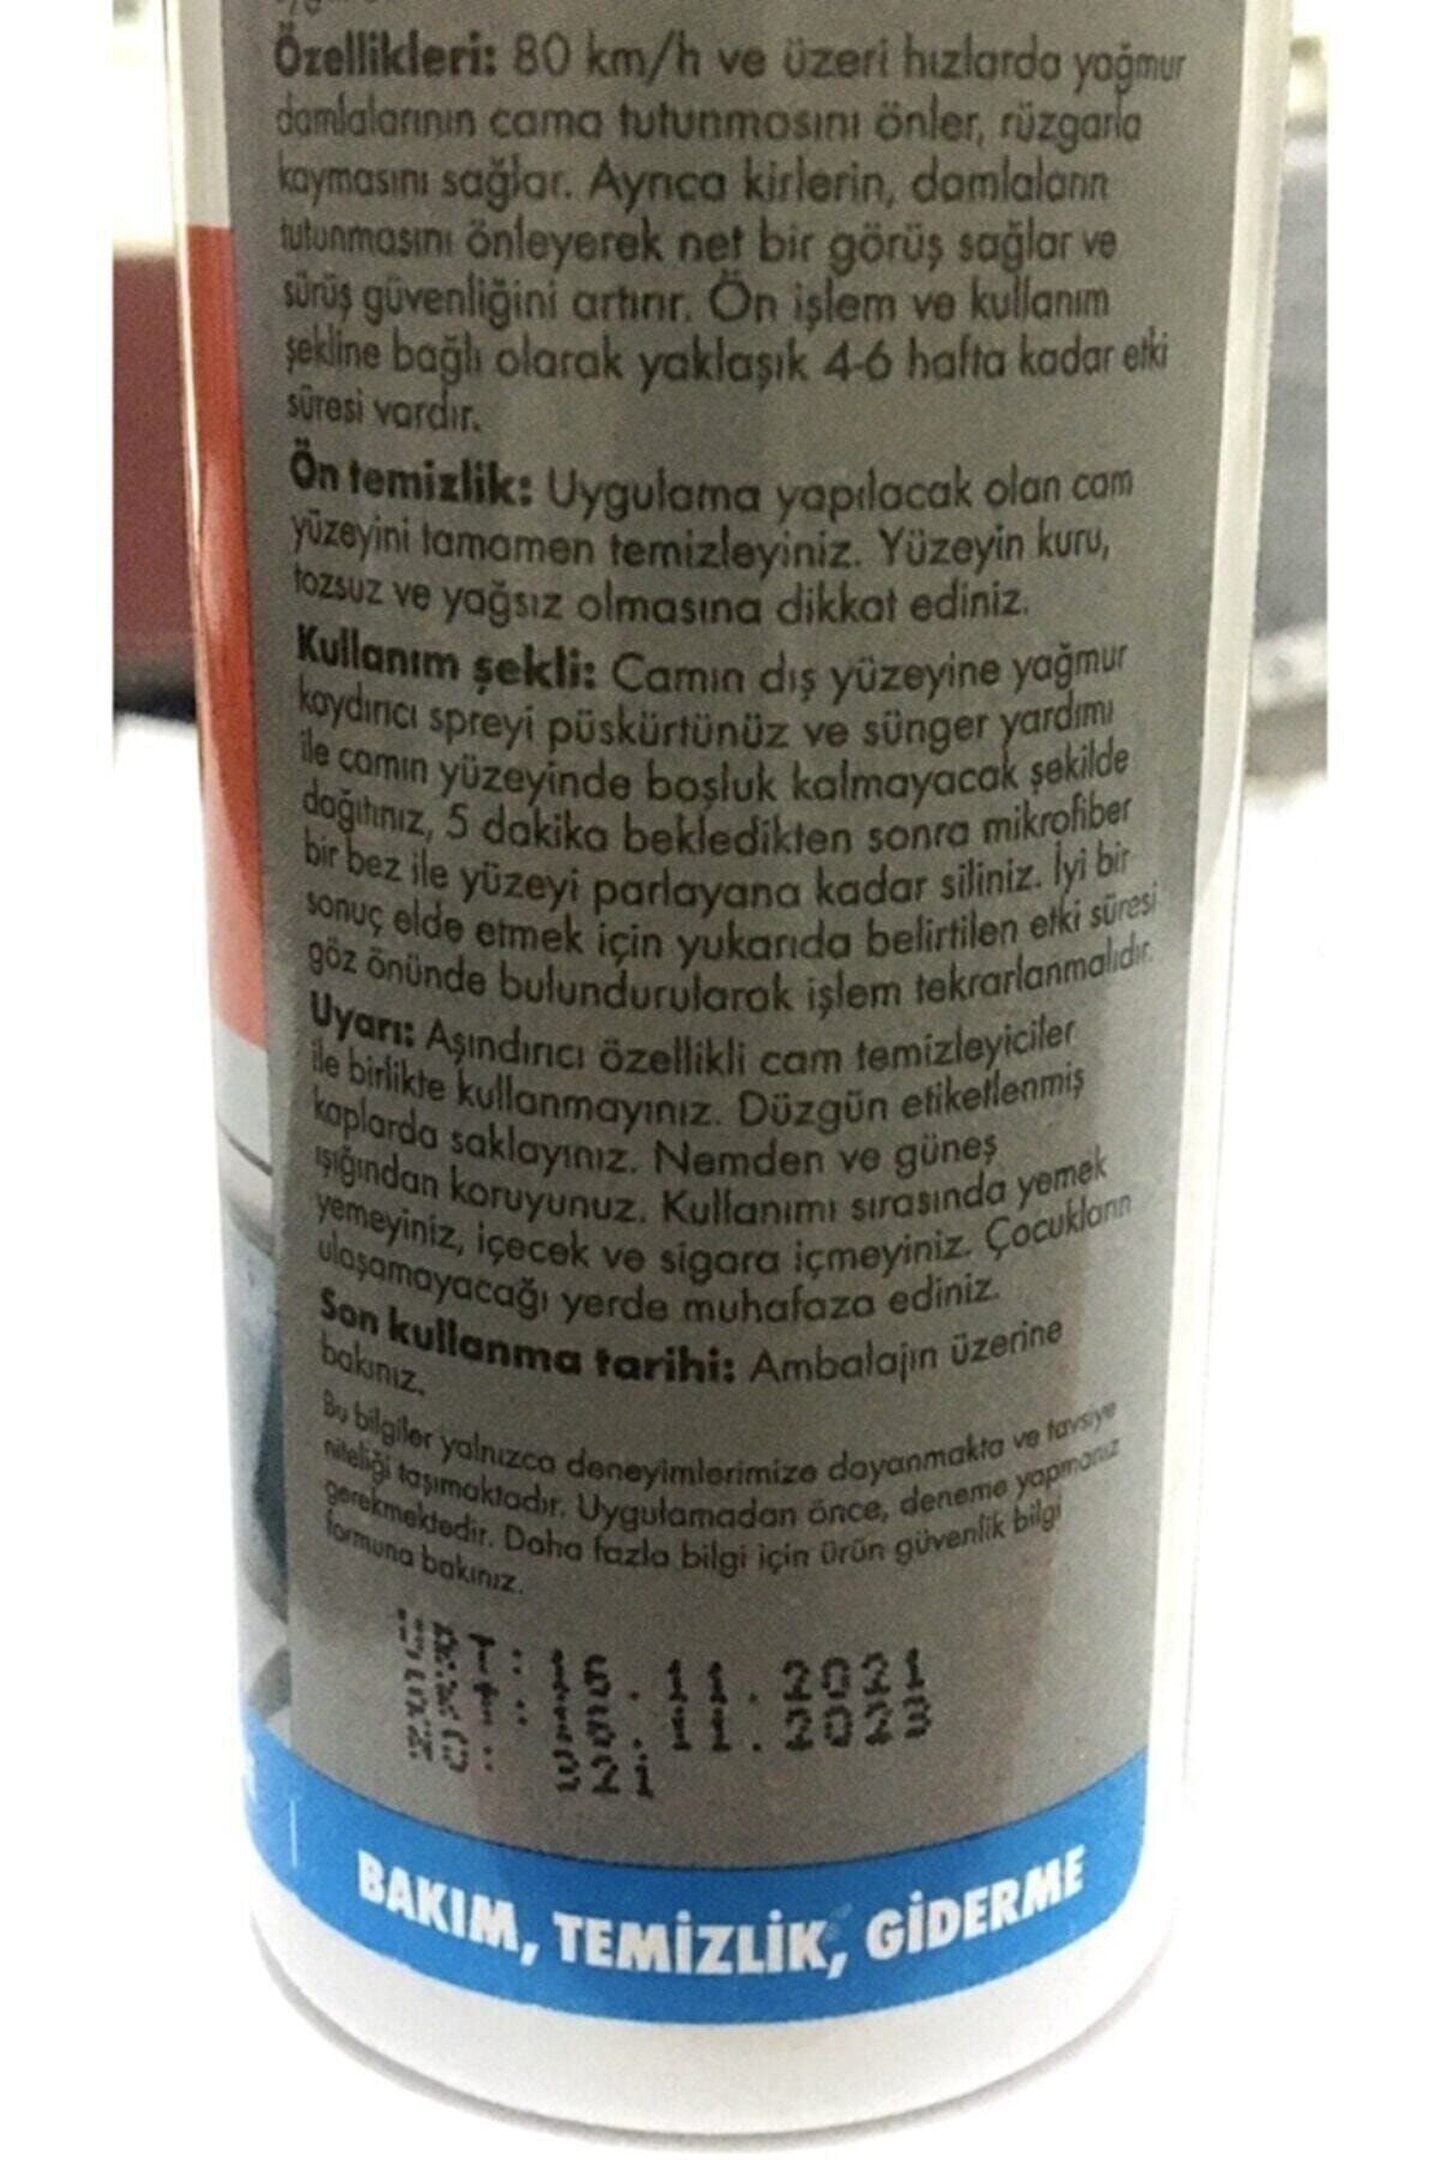 Özellikleri: 80 km/h ve üzeri hızlarda yağmur
damlalarının cama tutunmasını önler, rüzgarla
kaymasını sağlar. Ayrıca kirlerin, damlaların
tutunmasını önleyerek net bir görüş sağlar ve
sürüş güvenliğini artırır. Ön işlem ve kullanım
şekline bağlı olarak yaklaşık 4-6 hafta kadar etki
süresi vardır.
Ön temizlik: Uygulama yapılacak olan cam
yüzeyini tamamen temizleyiniz. Yüzeyin kuru,
tozsuz ve yağsız olmasına dikkat ediniz.
Kullanım şekli: Camın dış yüzeyine yağmur
kaydırıcı spreyi püskürtünüz ve sünger yardımı
ile camın yüzeyinde boşluk kalmayacak şekilde
dağıtınız, 5 dakika bekledikten sonra mikrofiber
bir bez ile yüzeyi parlayana kadar siliniz. İyi bir
sonuç elde etmek için yukarıda belirtilen etki süresi
göz önünde bulundurularak işlem tekrarlanmalıdır.
Uyarı: Aşındırıcı özellikli cam temizleyiciler
ile birlikte kullanmayınız. Düzgün etiketlenmiş
kaplarda saklayınız. Nemden ve güneş
ışığından koruyunuz. Kullanımı sırasında yemek
yemeyiniz, içecek ve sigara içmeyiniz. Çocukların
ulaşamayacağı yerde muhafaza ediniz.
Son kullanma tarihi: Ambalajın üzerine
bakınız.
Bu bilgiler yalnızca deneyimlerimize dayanmakta ve tavsiye
niteliği taşımaktadır. Uygulamadan önce, deneme yapmanız
gerekmektedir. Daha fazla bilgi için ürün güvenlik bilgi
formuna bakınız.
URT: 16.11.2021
16.11.2023
NO: 321
BAKIM, TEMİZLİK, GİDERME